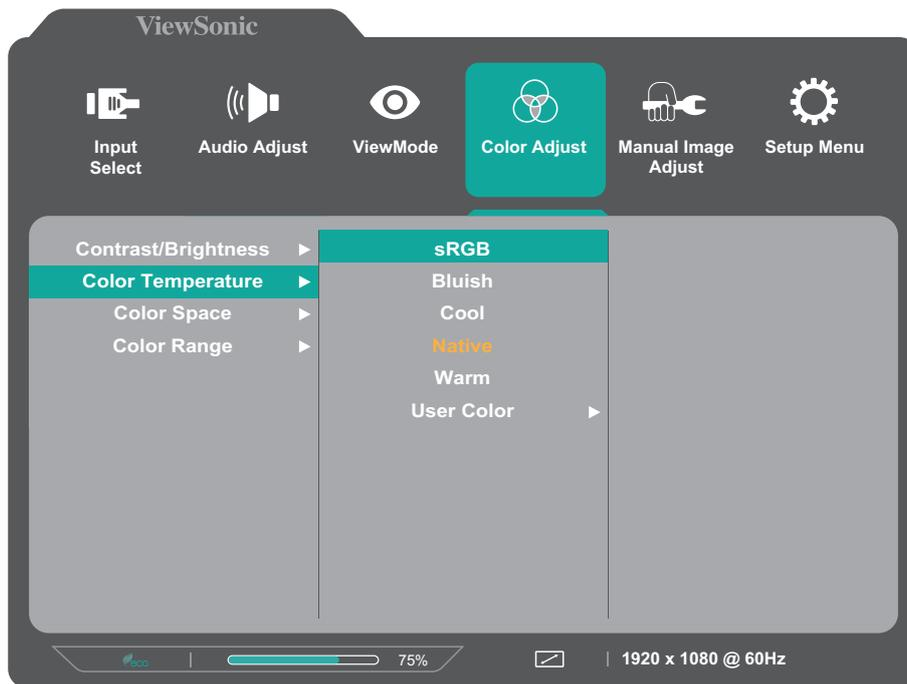 ViewSonic
Input Select
Audio Adjust
ViewMode
Color Adjust
Manual Image Adjust
Setup Menu
Contrast/Brightness
Color Temperature
Color Space
Color Range
sRGB
Bluish
Cool
Native
Warm
User Color
eco
75%
1920 x 1080 @ 60Hz